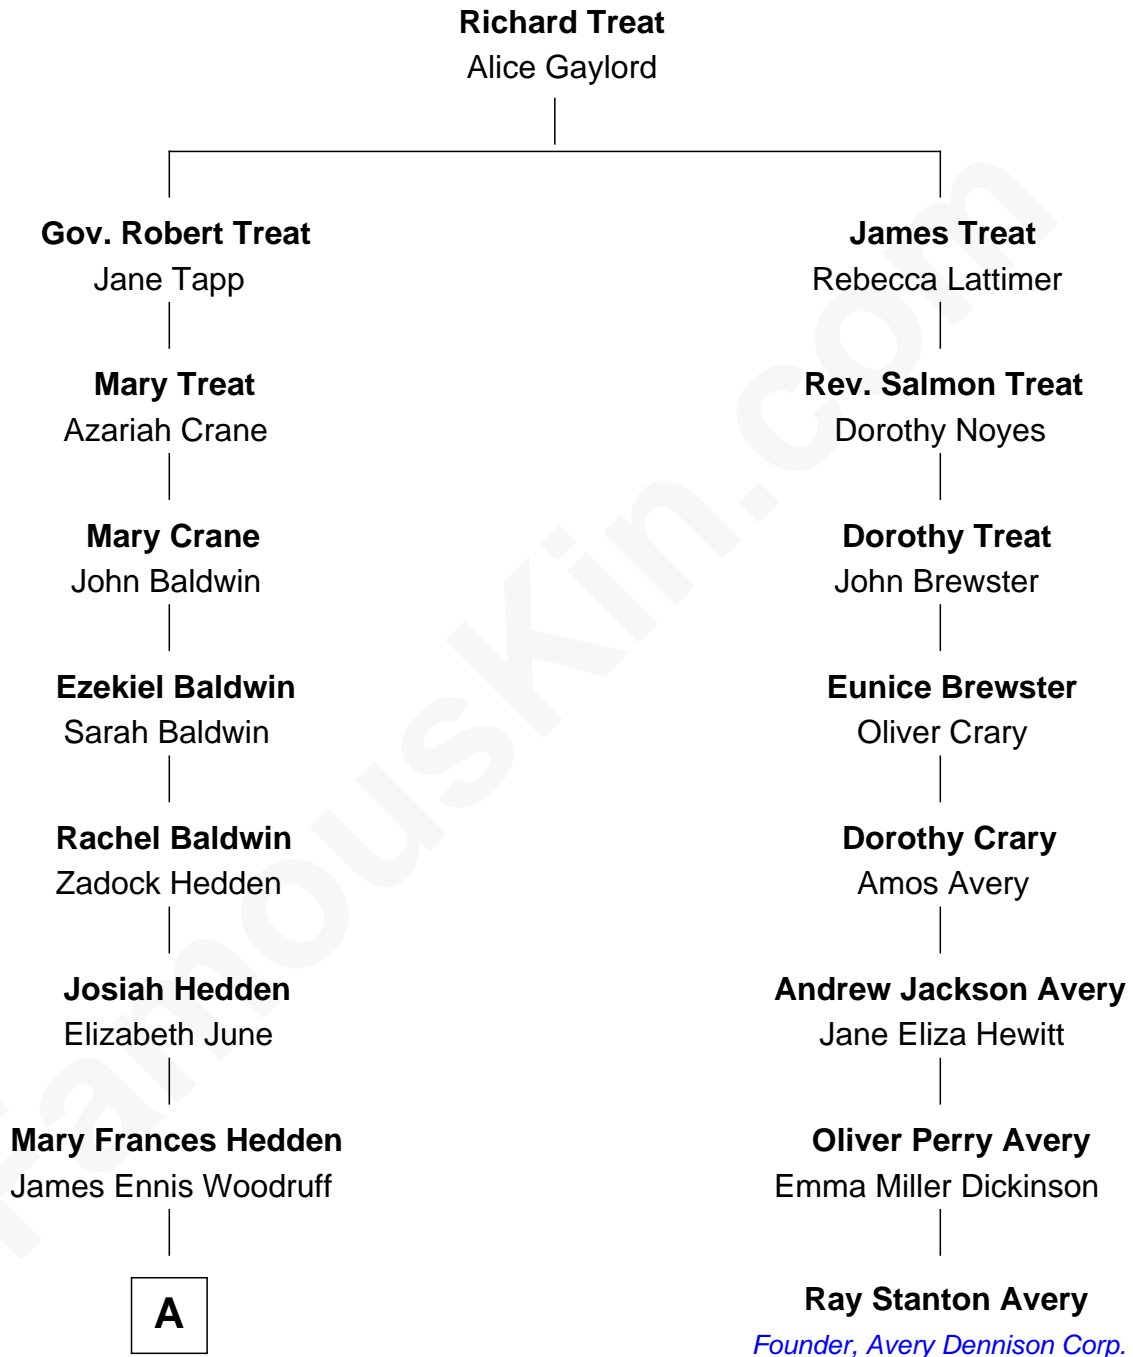 Richard Treat
Alice Gaylord
Gov. Robert Treat
Jane Tapp
James Treat
Rebecca Lattimer
Mary Treat
Azariah Crane
Rev. Salmon Treat
Dorothy Noyes
Mary Crane
John Baldwin
Dorothy Treat
John Brewster
Ezekiel Baldwin
Sarah Baldwin
Eunice Brewster
Oliver Crary
Rachel Baldwin
Zadock Hedden
Dorothy Crary
Amos Avery
Josiah Hedden
Elizabeth June
Andrew Jackson Avery
Jane Eliza Hewitt
Mary Frances Hedden
James Ennis Woodruff
Oliver Perry Avery
Emma Miller Dickinson
A
Ray Stanton Avery
Founder, Avery Dennison Corp.
FamousKin.com